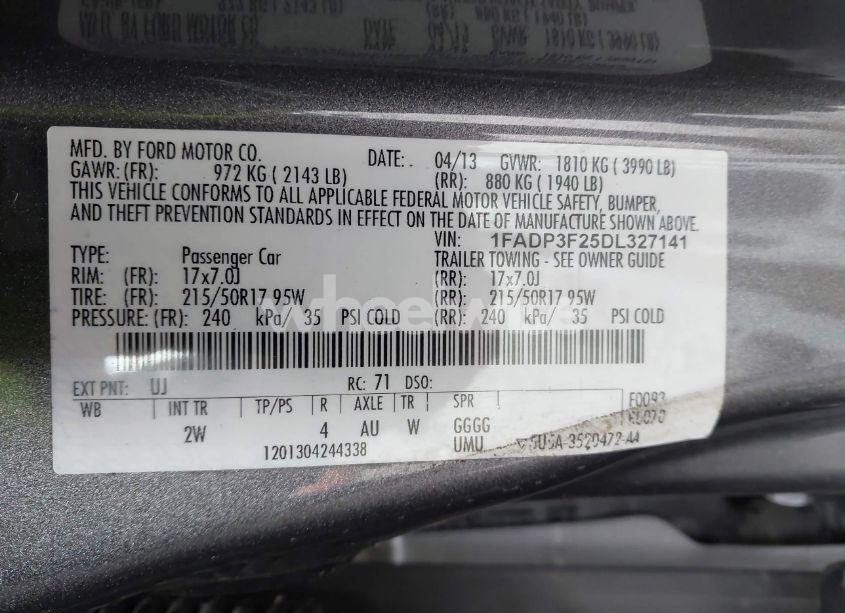 MFD. BY FORD MOTOR CO. DATE: 04/13 GVWR: 1810 KG ( 3990 LB)
GAWR: (FR): 972 KG ( 2143 LB) (RR): 880 KG ( 1940 LB)
THIS VEHICLE CONFORMS TO ALL APPLICABLE FEDERAL MOTOR VEHICLE SAFETY, BUMPER,
AND THEFT PREVENTION STANDARDS IN EFFECT ON THE DATE OF MANUFACTURE SHOWN ABOVE.
VIN: 1FADP3F25DL327141
TYPE: Passenger Car TRAILER TOWING - SEE OWNER GUIDE
RIM: (FR): 17x7.0J (RR): 17x7.0J
TIRE: (FR): 215/50R17 95W (RR): 215/50R17 95W
PRESSURE: (FR): 240 kPa/ 35 PSI COLD (RR): 240 kPa/ 35 PSI COLD
EXT PNT: UJ RC: 71 DSO:
WB INT TR TP/PS R AXLE TR SPR F0093
2W 4 AU W GGGG
1201304244338 UMU 3520472